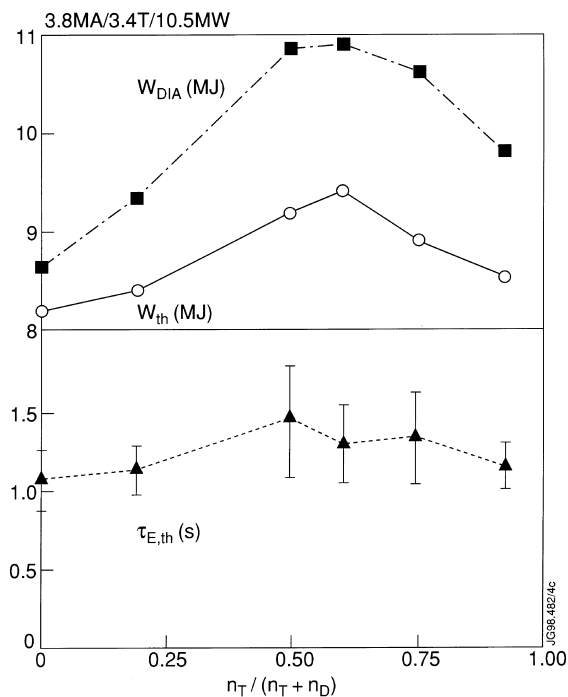 3.8MA/3.4T/10.5MW
11
W_DIA (MJ)
10
9
W_th (MJ)
8
1.5
1.0
τ_E,th (s)
0.5
0
0 0.25 0.50 0.75 1.00
n_T / (n_T + n_D)
JG98.482/4c